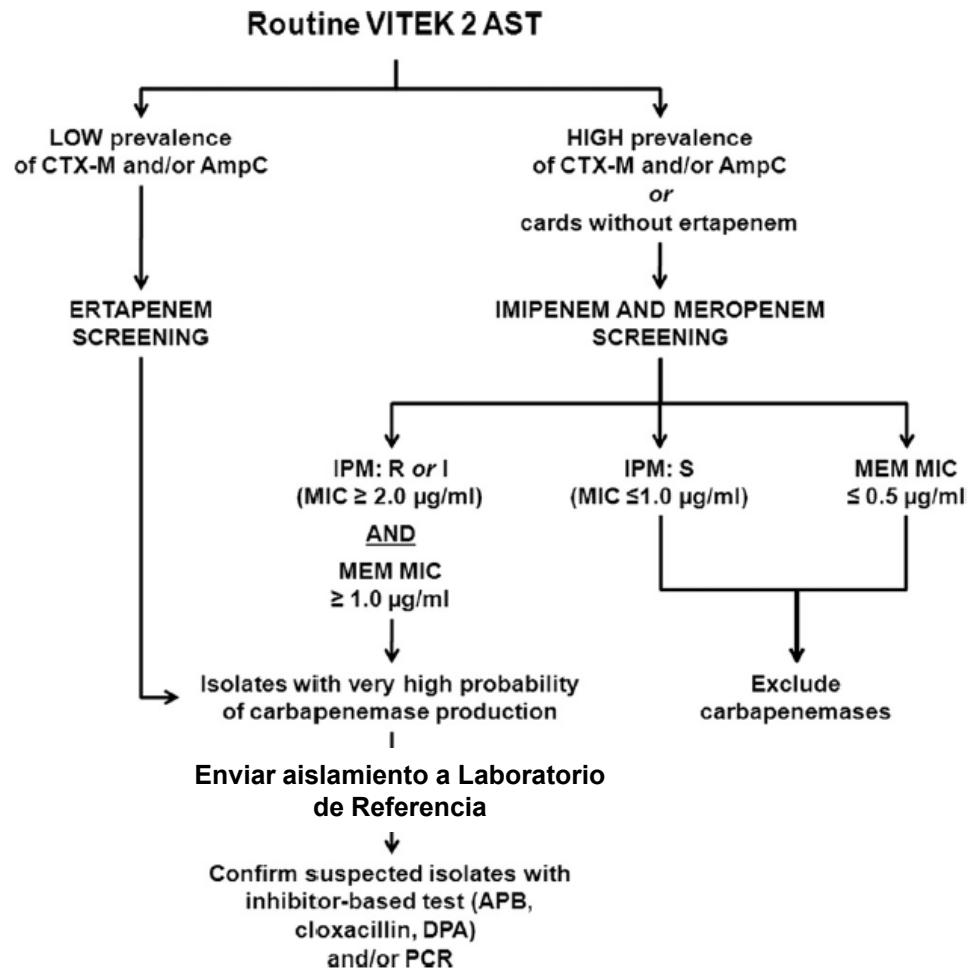 Routine VITEK 2 AST
LOW prevalence
of CTX-M and/or AmpC
HIGH prevalence
of CTX-M and/or AmpC
or
cards without ertapenem
ERTAPENEM
SCREENING
IMIPENEM AND MEROPENEM
SCREENING
IPM: R or I
(MIC ≥ 2.0 µg/ml)
AND
MEM MIC
≥ 1.0 µg/ml
IPM: S
(MIC ≤1.0 µg/ml)
MEM MIC
≤ 0.5 µg/ml
Isolates with very high probability
of carbapenemase production
Exclude
carbapenemases
Enviar aislamiento a Laboratorio
de Referencia
Confirm suspected isolates with
inhibitor-based test (APB,
cloxacillin, DPA)
and/or PCR